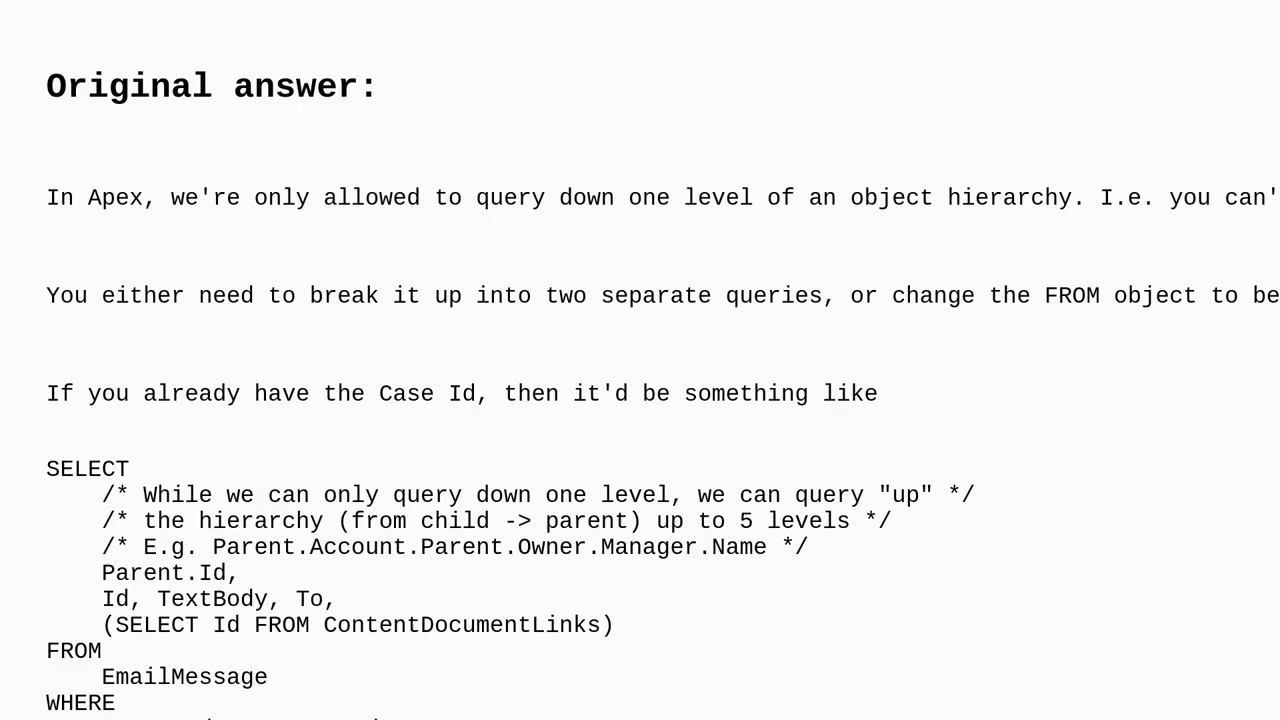 Original answer:
In Apex, we're only allowed to query down one level of an object hierarchy. I.e. you can'
You either need to break it up into two separate queries, or change the FROM object to be
If you already have the Case Id, then it'd be something like
SELECT
    /* While we can only query down one level, we can query "up" */
    /* the hierarchy (from child -> parent) up to 5 levels */
    /* E.g. Parent.Account.Parent.Owner.Manager.Name */
    Parent.Id,
    Id, TextBody, To,
    (SELECT Id FROM ContentDocumentLinks)
FROM
    EmailMessage
WHERE